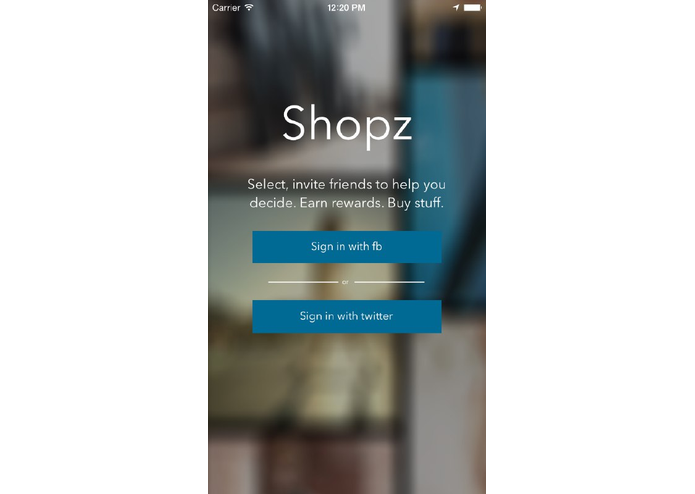 Carrier 12:20 PM
Shopz
Select, invite friends to help you
decide. Earn rewards. Buy stuff.
Sign in with fb
or
Sign in with twitter